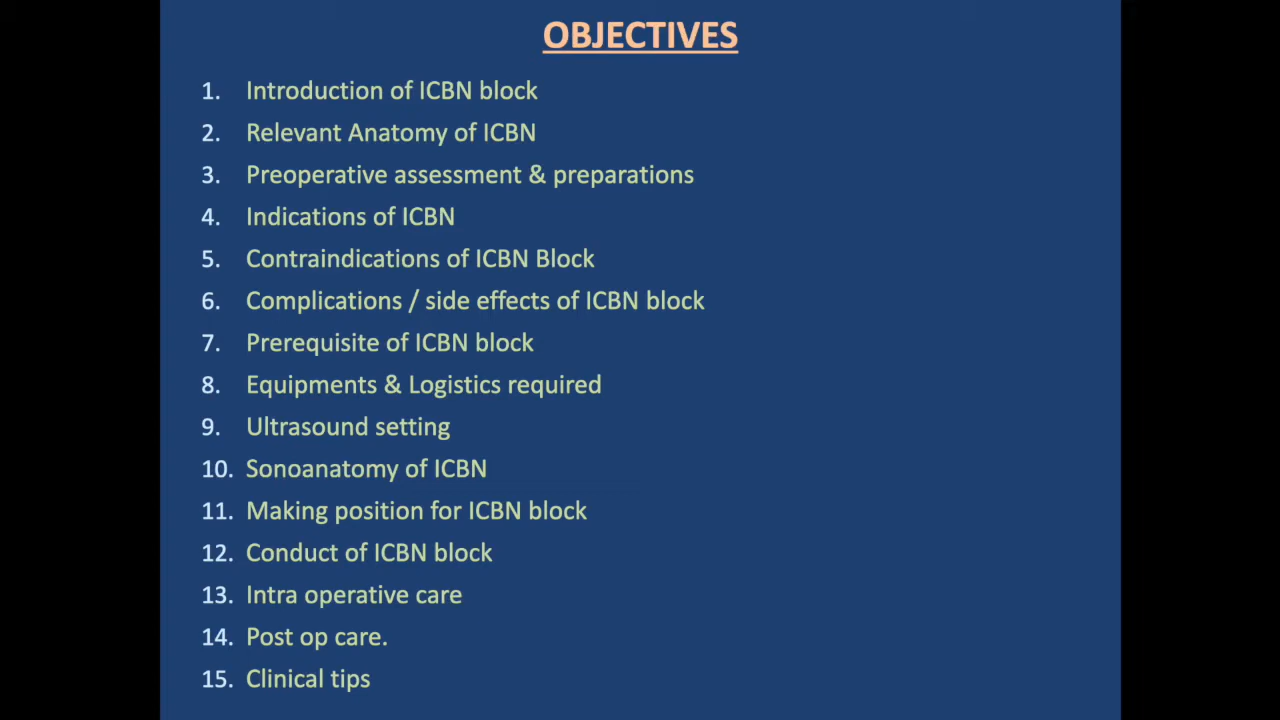 OBJECTIVES
1. Introduction of ICBN block
2. Relevant Anatomy of ICBN
3. Preoperative assessment & preparations
4. Indications of ICBN
5. Contraindications of ICBN Block
6. Complications / side effects of ICBN block
7. Prerequisite of ICBN block
8. Equipments & Logistics required
9. Ultrasound setting
10. Sonoanatomy of ICBN
11. Making position for ICBN block
12. Conduct of ICBN block
13. Intra operative care
14. Post op care.
15. Clinical tips